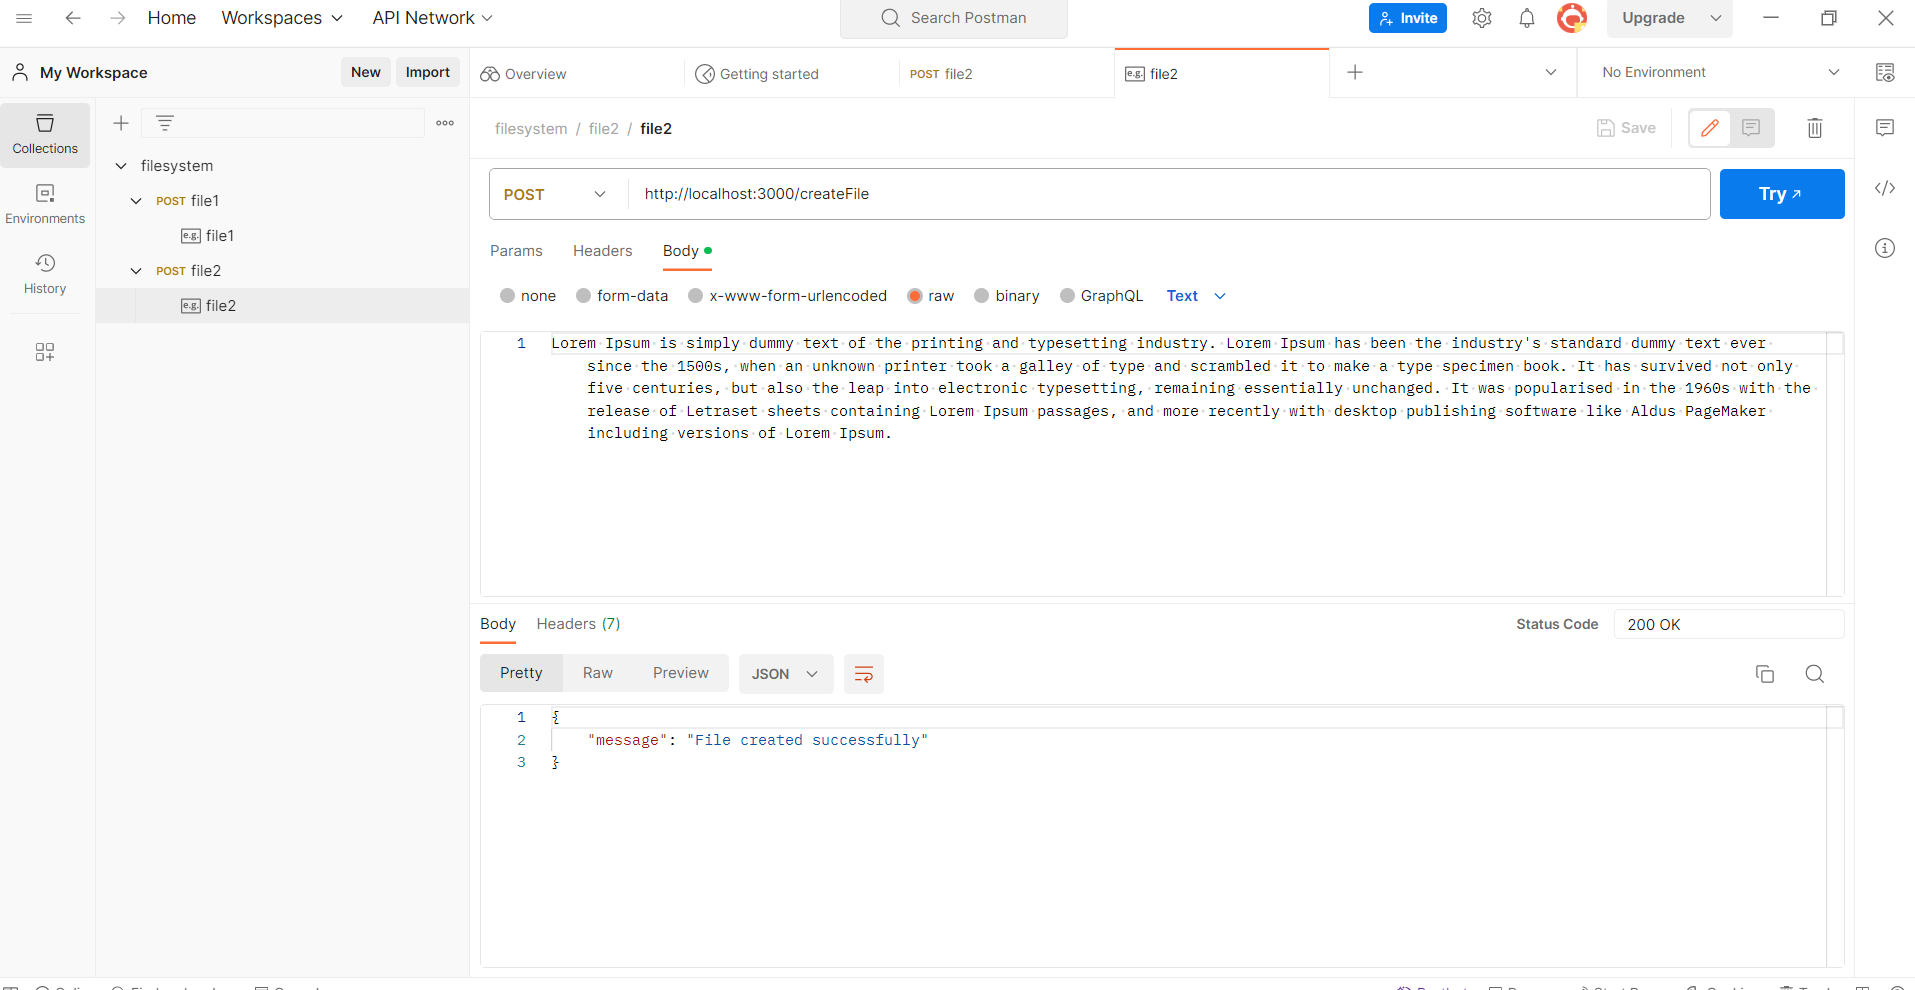 Home Workspaces API Network Search Postman Invite Upgrade
My Workspace New Import Overview Getting started POST file2 e.g. file2 No Environment
Collections
Environments
History
filesystem
POST file1
e.g. file1
POST file2
e.g. file2
filesystem / file2 / file2 Save
POST http://localhost:3000/createFile Try
Params Headers Body
none form-data x-www-form-urlencoded raw binary GraphQL Text
1 Lorem Ipsum is simply dummy text of the printing and typesetting industry. Lorem Ipsum has been the industry's standard dummy text ever
since the 1500s, when an unknown printer took a galley of type and scrambled it to make a type specimen book. It has survived not only
five centuries, but also the leap into electronic typesetting, remaining essentially unchanged. It was popularised in the 1960s with the
release of Letraset sheets containing Lorem Ipsum passages, and more recently with desktop publishing software like Aldus PageMaker
including versions of Lorem Ipsum.
Body Headers (7) Status Code 200 OK
Pretty Raw Preview JSON
1 {
2 "message": "File created successfully"
3 }